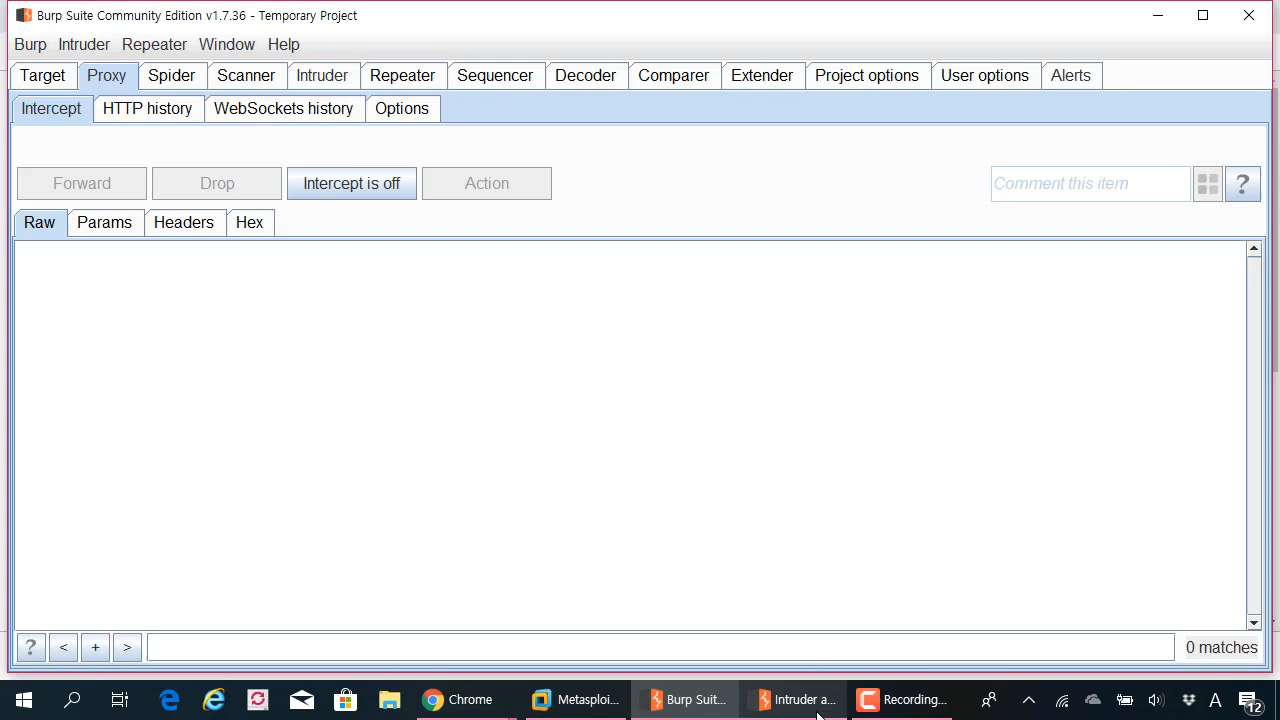 Burp Suite Community Edition v1.7.36 - Temporary Project
Burp Intruder Repeater Window Help
Target Proxy Spider Scanner Intruder Repeater Sequencer Decoder Comparer Extender Project options User options Alerts
Intercept HTTP history WebSockets history Options
Forward Drop Intercept is off Action Comment this item ?
Raw Params Headers Hex
? < + > 0 matches
Chrome Metasploi... Burp Suit... Intruder a... Recording... A 12